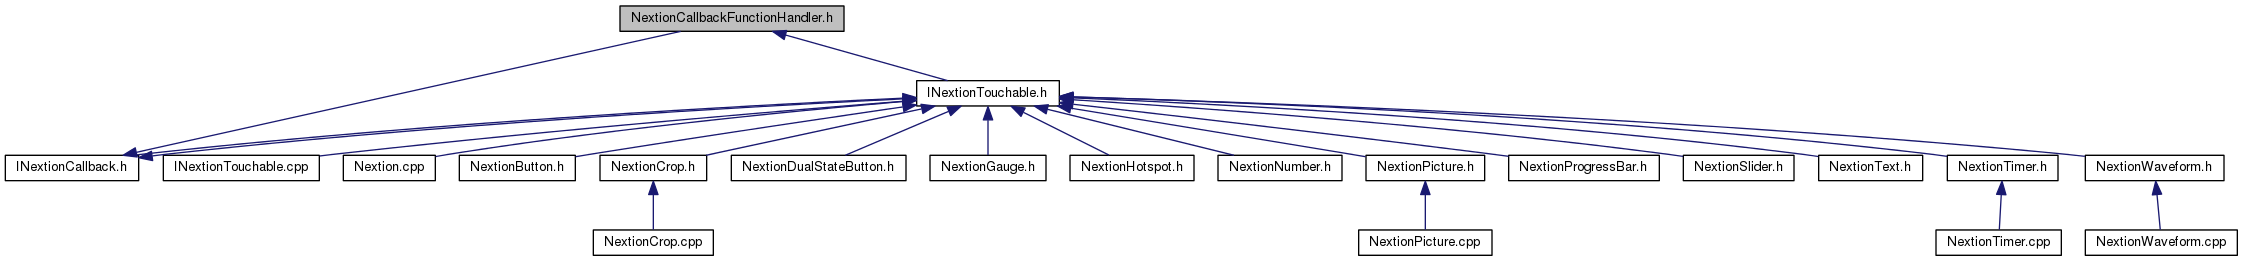 NextionCallbackFunctionHandler.h
INextionTouchable.h
INextionCallback.h
INextionTouchable.cpp
Nextion.cpp
NextionButton.h
NextionCrop.h
NextionDualStateButton.h
NextionGauge.h
NextionHotspot.h
NextionNumber.h
NextionPicture.h
NextionProgressBar.h
NextionSlider.h
NextionText.h
NextionTimer.h
NextionWaveform.h
NextionCrop.cpp
NextionPicture.cpp
NextionTimer.cpp
NextionWaveform.cpp